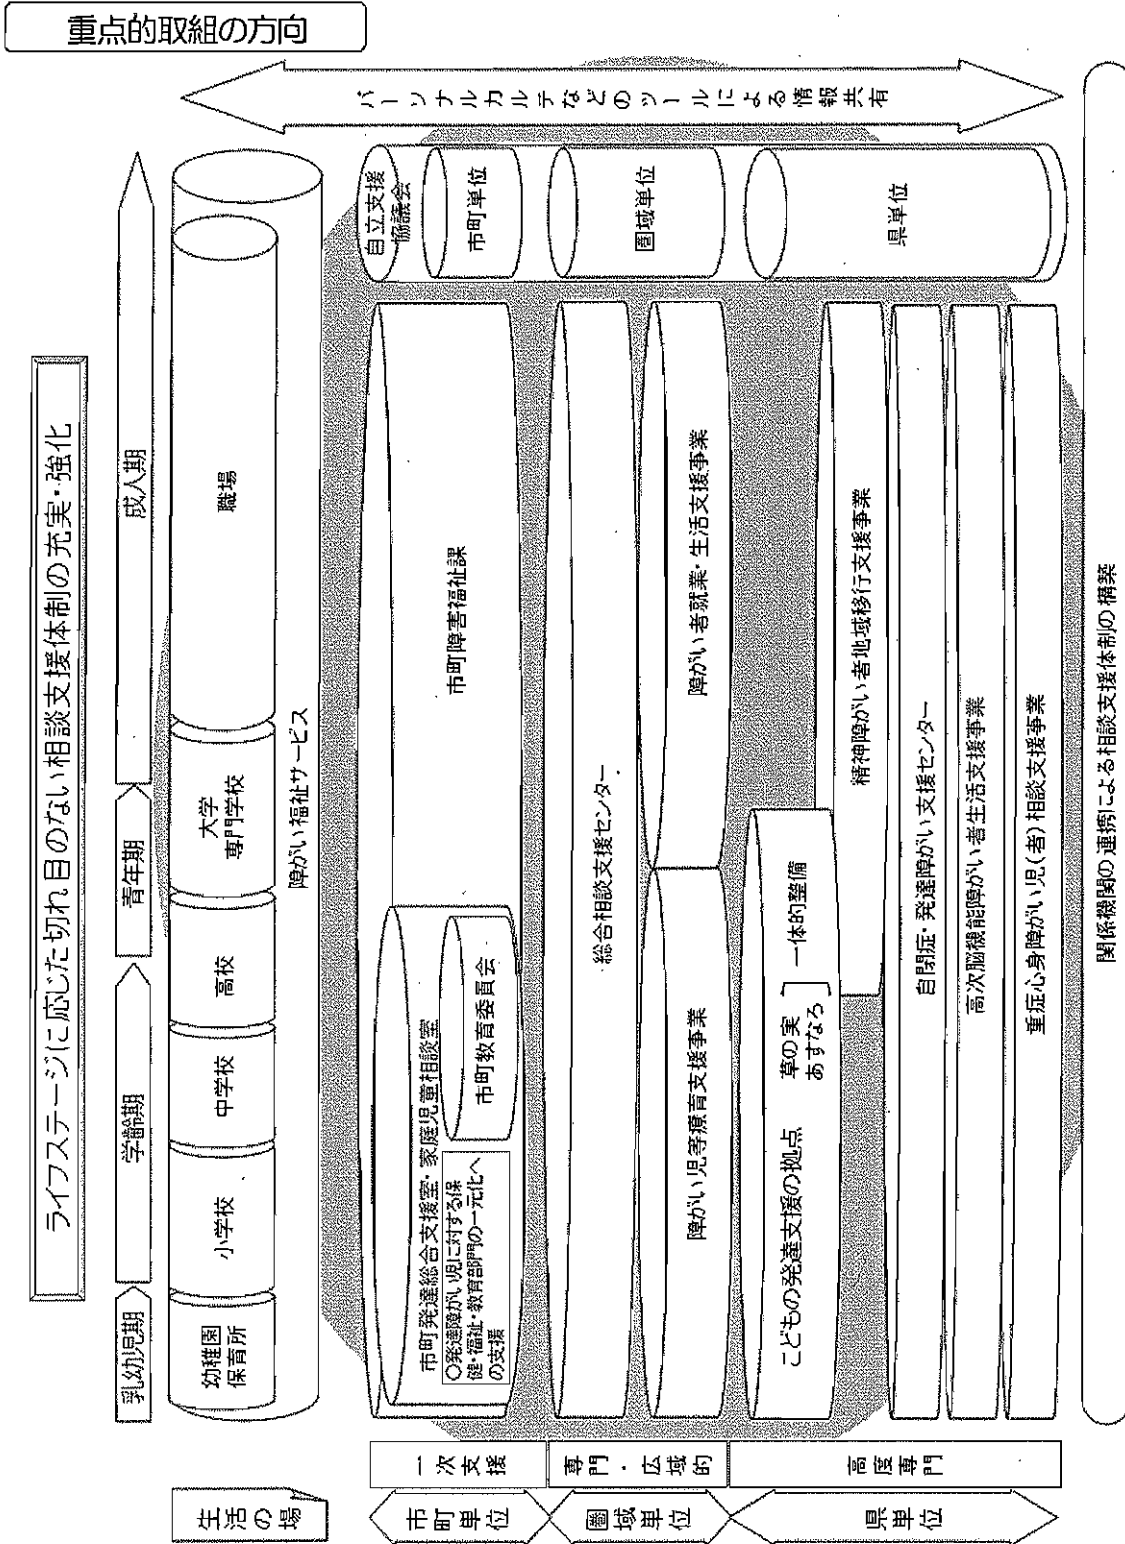 重点的取組の方向
ライフステージに応じた切れ目のない相談支援体制の充実・強化
乳幼児期
学齢期
青年期
成人期
生活の場
幼稚園
保育所
小学校
中学校
高校
大学
専門学校
職場
障がい福祉サービス
市町単位
一次支援
市町発達総合支援室・家庭児童相談室
○発達障がい児に対する保
健・福祉・教育部門の一元化へ
の支援
市町教育委員会
市町障害福祉課
自立支援
協議会
市町単位
圏域単位
専門・広域的
総合相談支援センター
障がい児等療育支援事業
障がい者就業・生活支援事業
圏域単位
県単位
高度専門
こどもの発達支援の拠点
草の実
あすなろ
一体的整備
精神障がい者地域移行支援事業
自閉症・発達障がい支援センター
高次脳機能障がい者生活支援事業
重症心身障がい児(者)相談支援事業
県単位
パーソナルカルテなどのツールによる情報共有
関係機関の連携による相談支援体制の構築